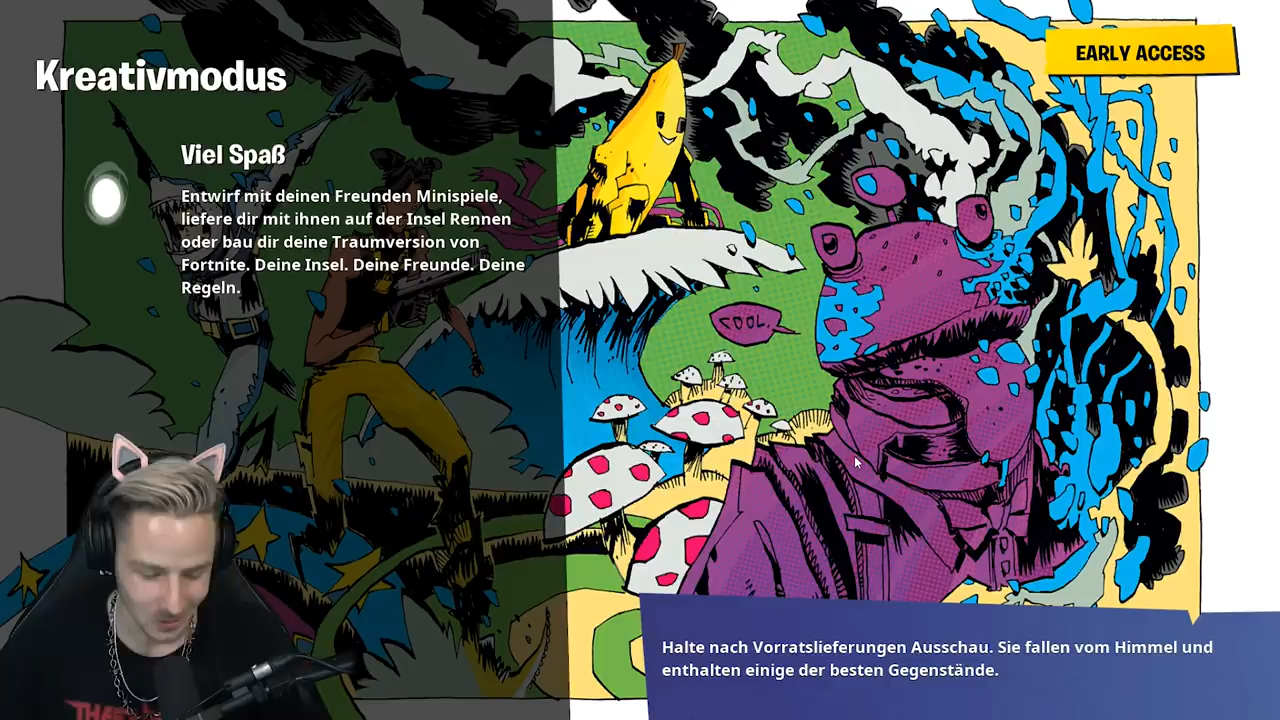 Kreativmodus
EARLY ACCESS
Viel Spaß
Entwirf mit deinen Freunden Minispiele,
liefere dir mit ihnen auf der Insel Rennen
oder bau dir deine Traumversion von
Fortnite. Deine Insel. Deine Freunde. Deine
Regeln.
COOL.
Halte nach Vorratslieferungen Ausschau. Sie fallen vom Himmel und
enthalten einige der besten Gegenstände.